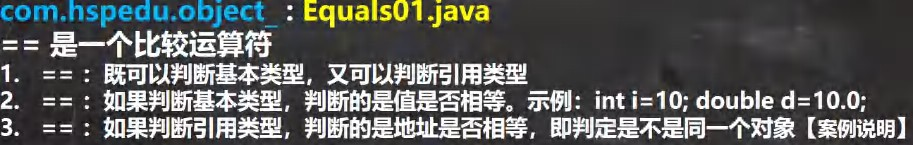 com.hspedu.object_ : Equals01.java
== 是一个比较运算符
1. == ：既可以判断基本类型，又可以判断引用类型
2. == ：如果判断基本类型，判断的是值是否相等。示例：int i=10; double d=10.0;
3. == ：如果判断引用类型，判断的是地址是否相等，即判定是不是同一个对象【案例说明】